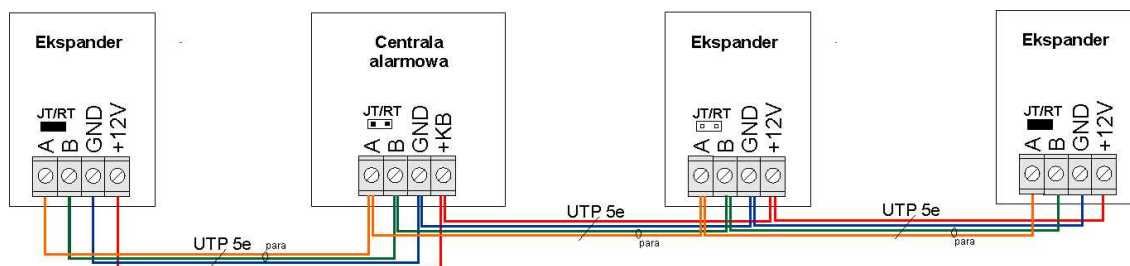 Ekspander
JT/RT
A
B
GND
+12V
Centrala
alarmowa
JT/RT
A
B
GND
+KB
Ekspander
JT/RT
A
B
GND
+12V
Ekspander
JT/RT
A
B
GND
+12V
UTP 5e
para
UTP 5e
para
UTP 5e
para